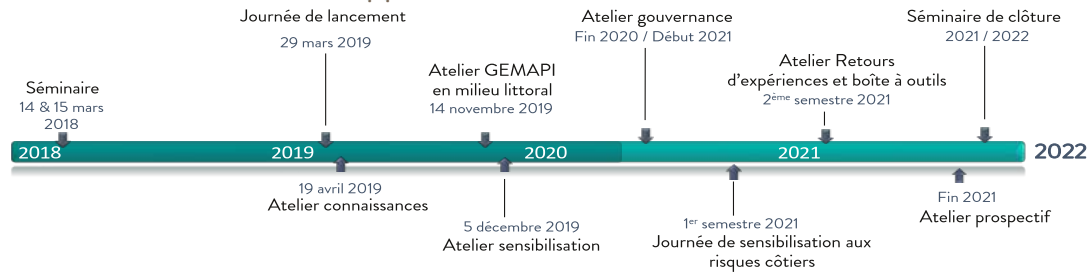 Journée de lancement
29 mars 2019
Atelier gouvernance
Fin 2020 / Début 2021
Séminaire de clôture
2021 / 2022
Séminaire
14 & 15 mars
2018
Atelier GEMAPI
en milieu littoral
14 novembre 2019
Atelier Retours
d’expériences et boîte à outils
2ème semestre 2021
2018
2019
2020
2021
2022
19 avril 2019
Atelier connaissances
5 décembre 2019
Atelier sensibilisation
1er semestre 2021
Journée de sensibilisation aux
risques côtiers
Fin 2021
Atelier prospectif